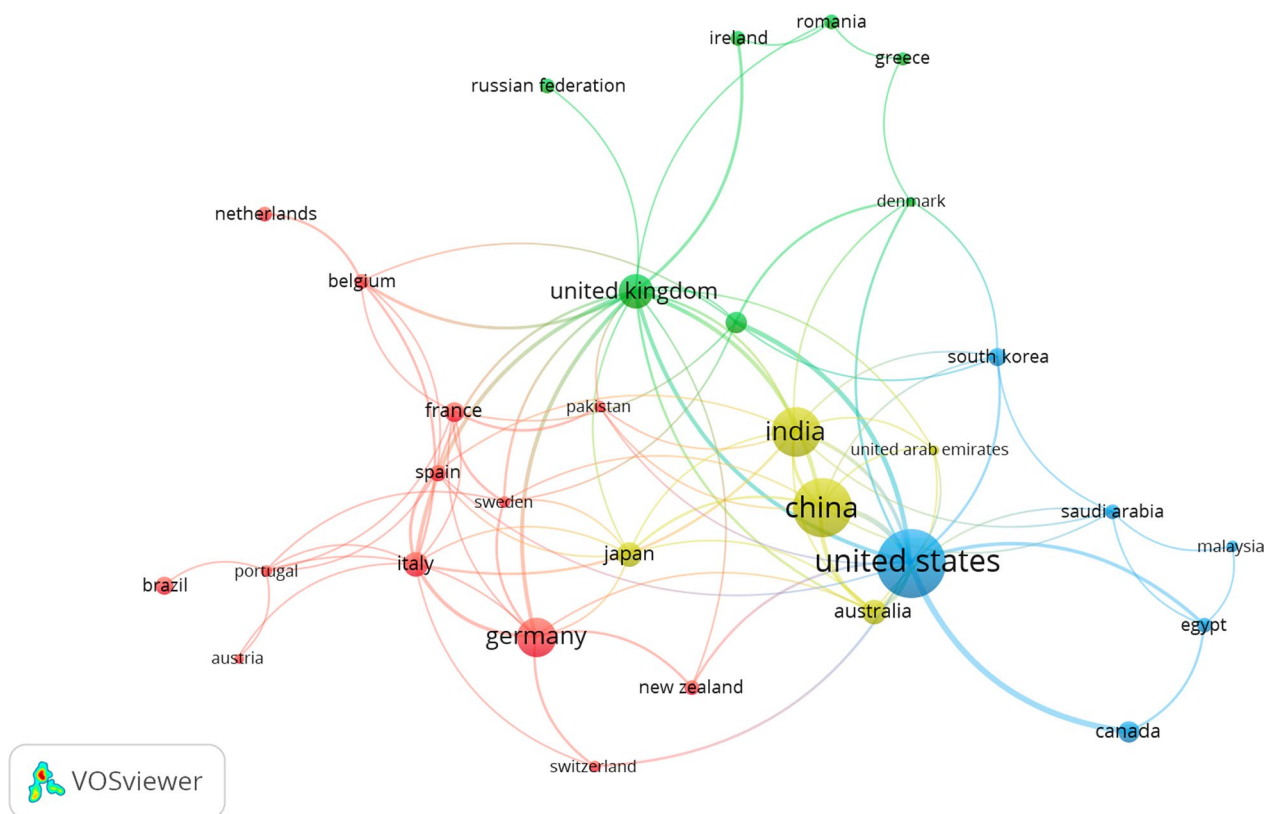 romania
ireland
greece
russian federation
denmark
netherlands
belgium
united kingdom
south korea
france
pakistan
india
united arab emirates
spain
sweden
china
saudi arabia
malaysia
japan
united states
italy
portugal
brazil
australia
egypt
germany
austria
new zealand
canada
switzerland
VOSviewer